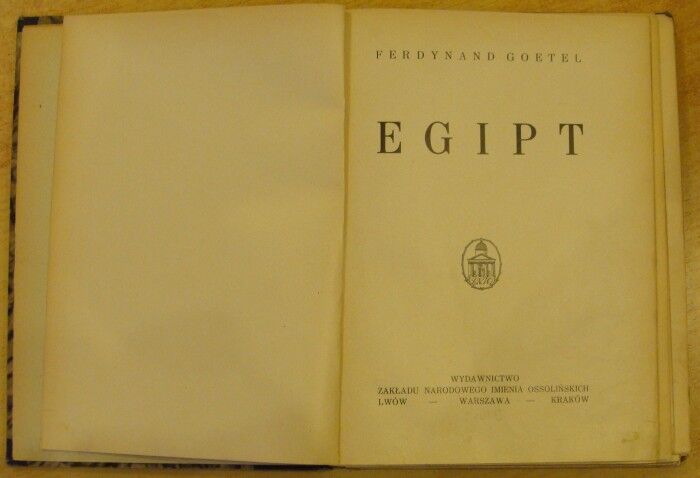 FERDYNAND GOETEL
EGIPT
WYDAWNICTWO
ZAKŁADU NARODOWEGO IMIENIA OSSOLIŃSKICH
LWÓW — WARSZAWA — KRAKÓW